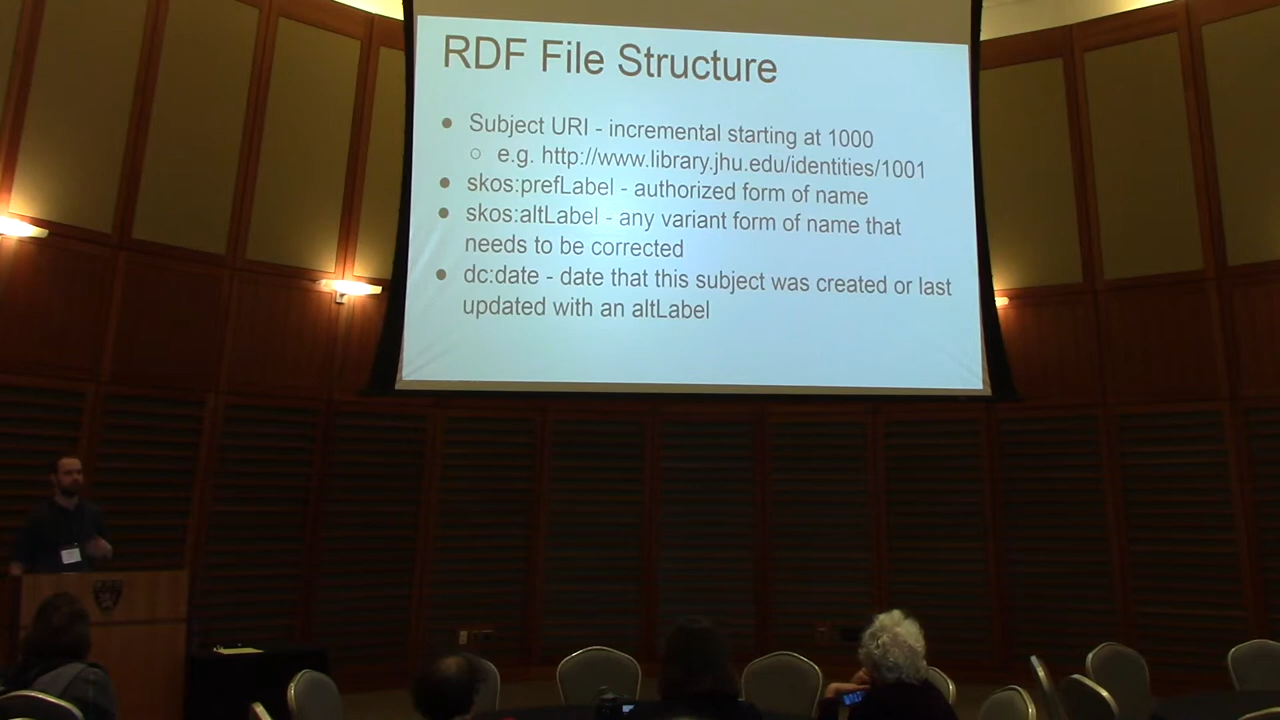 RDF File Structure
● Subject URI - incremental starting at 1000
○ e.g. http://www.library.jhu.edu/identities/1001
● skos:prefLabel - authorized form of name
● skos:altLabel - any variant form of name that
needs to be corrected
● dc:date - date that this subject was created or last
updated with an altLabel